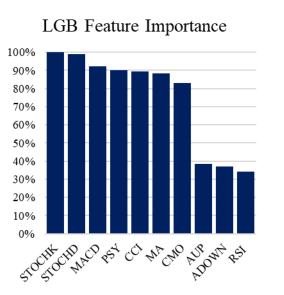 LGB Feature Importance
100%
90%
80%
70%
60%
50%
40%
30%
20%
10%
0%
STOCHK
STOCHD
MACD
PSY
CCI
MA
CMO
AUP
ADOWN
RSI